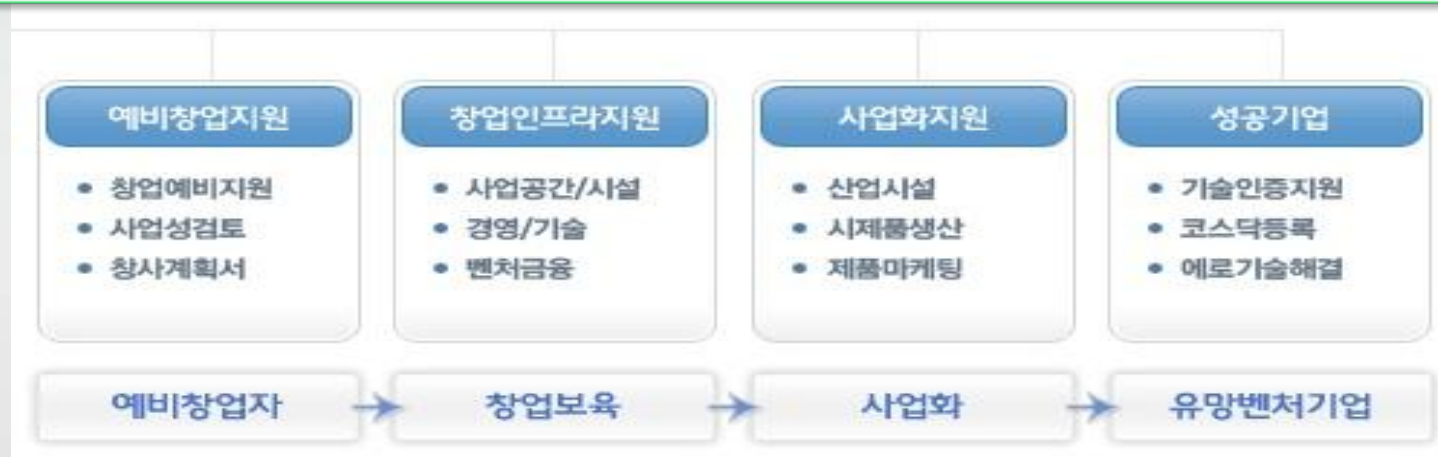 예비창업지원
• 창업예비지원
• 사업성검토
• 창사계획서
창업인프라지원
• 사업공간/시설
• 경영/기술
• 벤처금융
사업화지원
• 산업시설
• 시제품생산
• 제품마케팅
성공기업
• 기술인증지원
• 코스닥등록
• 에로기술해결
예비창업자 → 창업보육 → 사업화 → 유망벤처기업